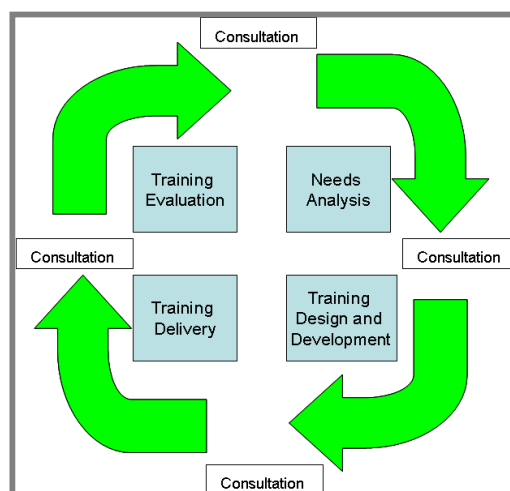 Consultation
Training
Evaluation
Needs
Analysis
Consultation
Consultation
Training
Delivery
Training
Design and
Development
Consultation